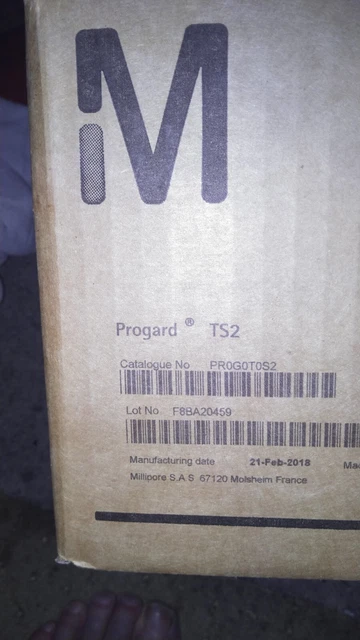 M
Progard ® TS2
Catalogue No PR0G0T0S2
Lot No F8BA20459
Manufacturing date 21-Feb-2018
Millipore S.A.S 67120 Molsheim France